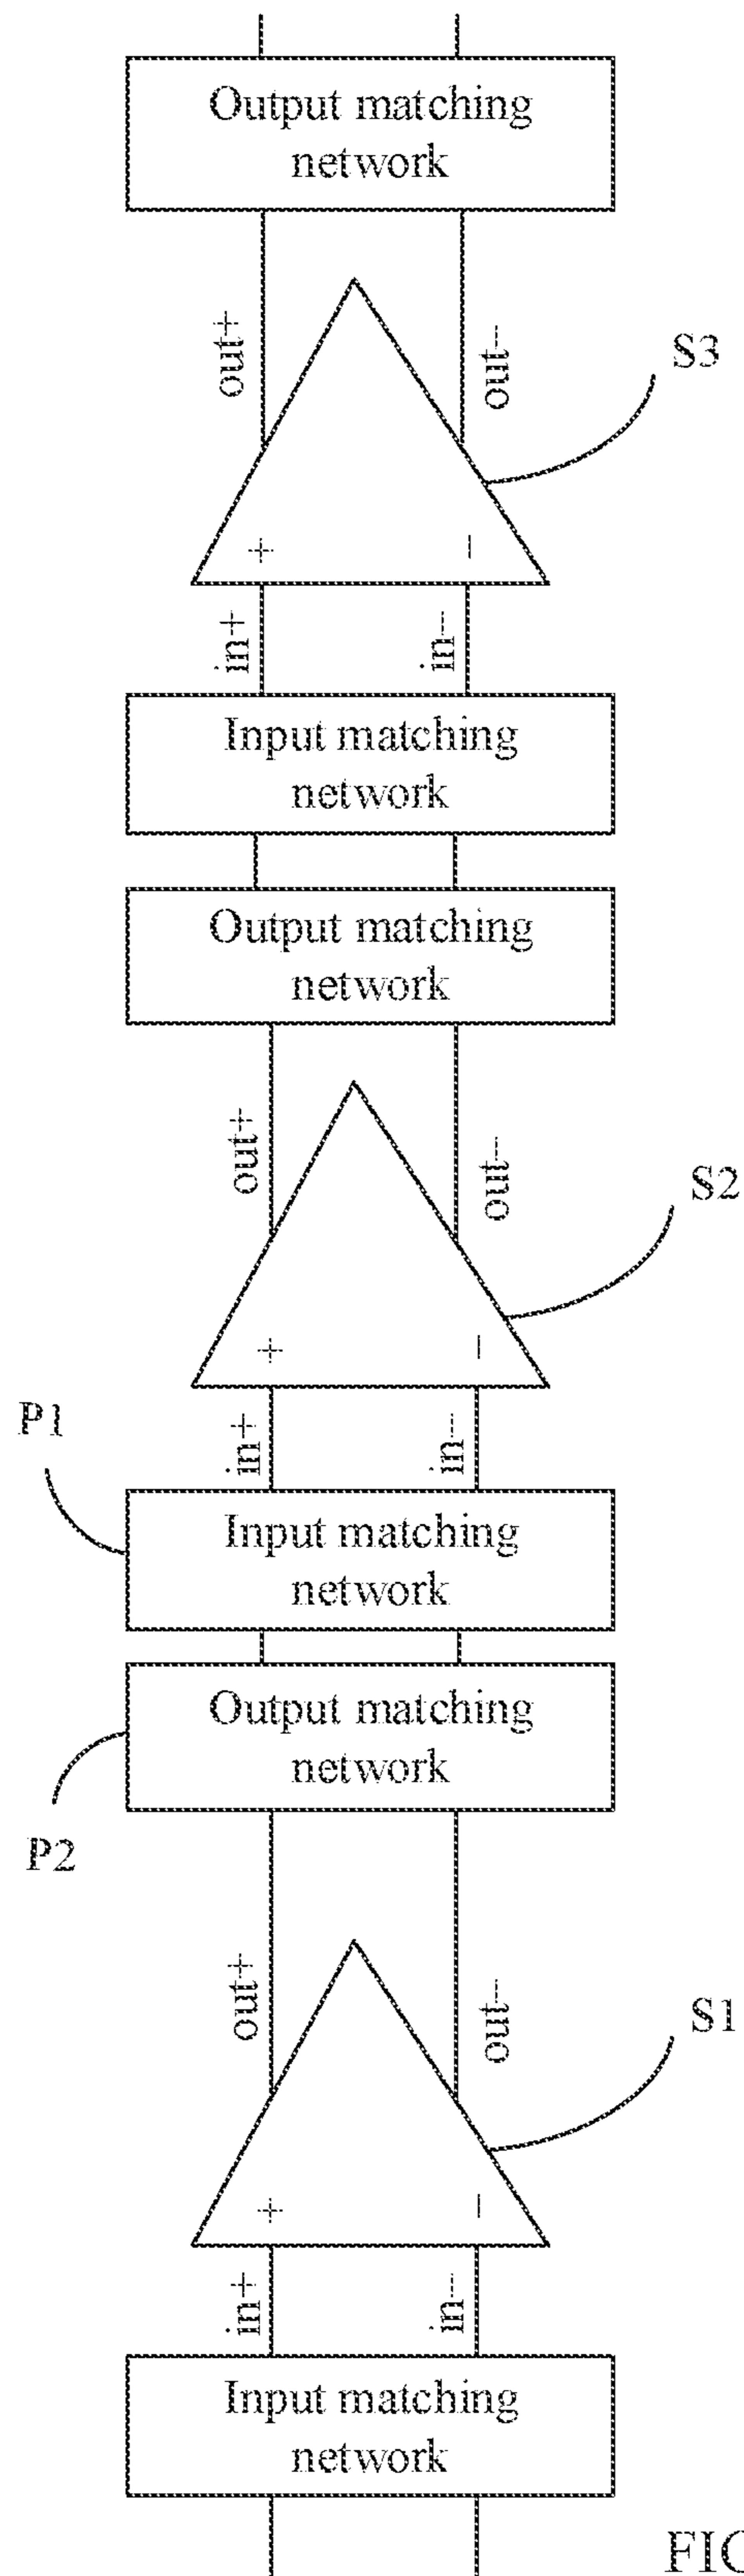 Output matching
network
out+
out-
S3
+
-
in+
in-
Input matching
network
Output matching
network
out+
out-
S2
+
-
P1
in+
in-
Input matching
network
Output matching
network
P2
out+
out-
S1
+
-
in+
in-
Input matching
network
FIG